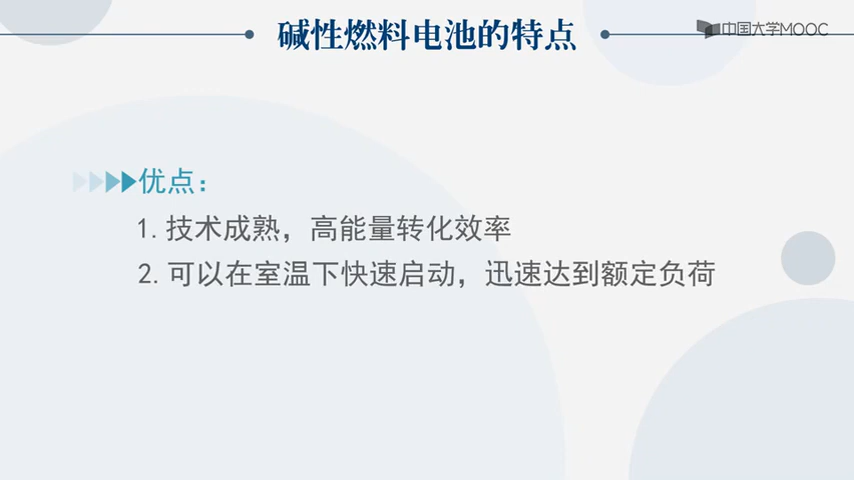 碱性燃料电池的特点
中国大学MOOC
优点：
1.技术成熟，高能量转化效率
2.可以在室温下快速启动，迅速达到额定负荷